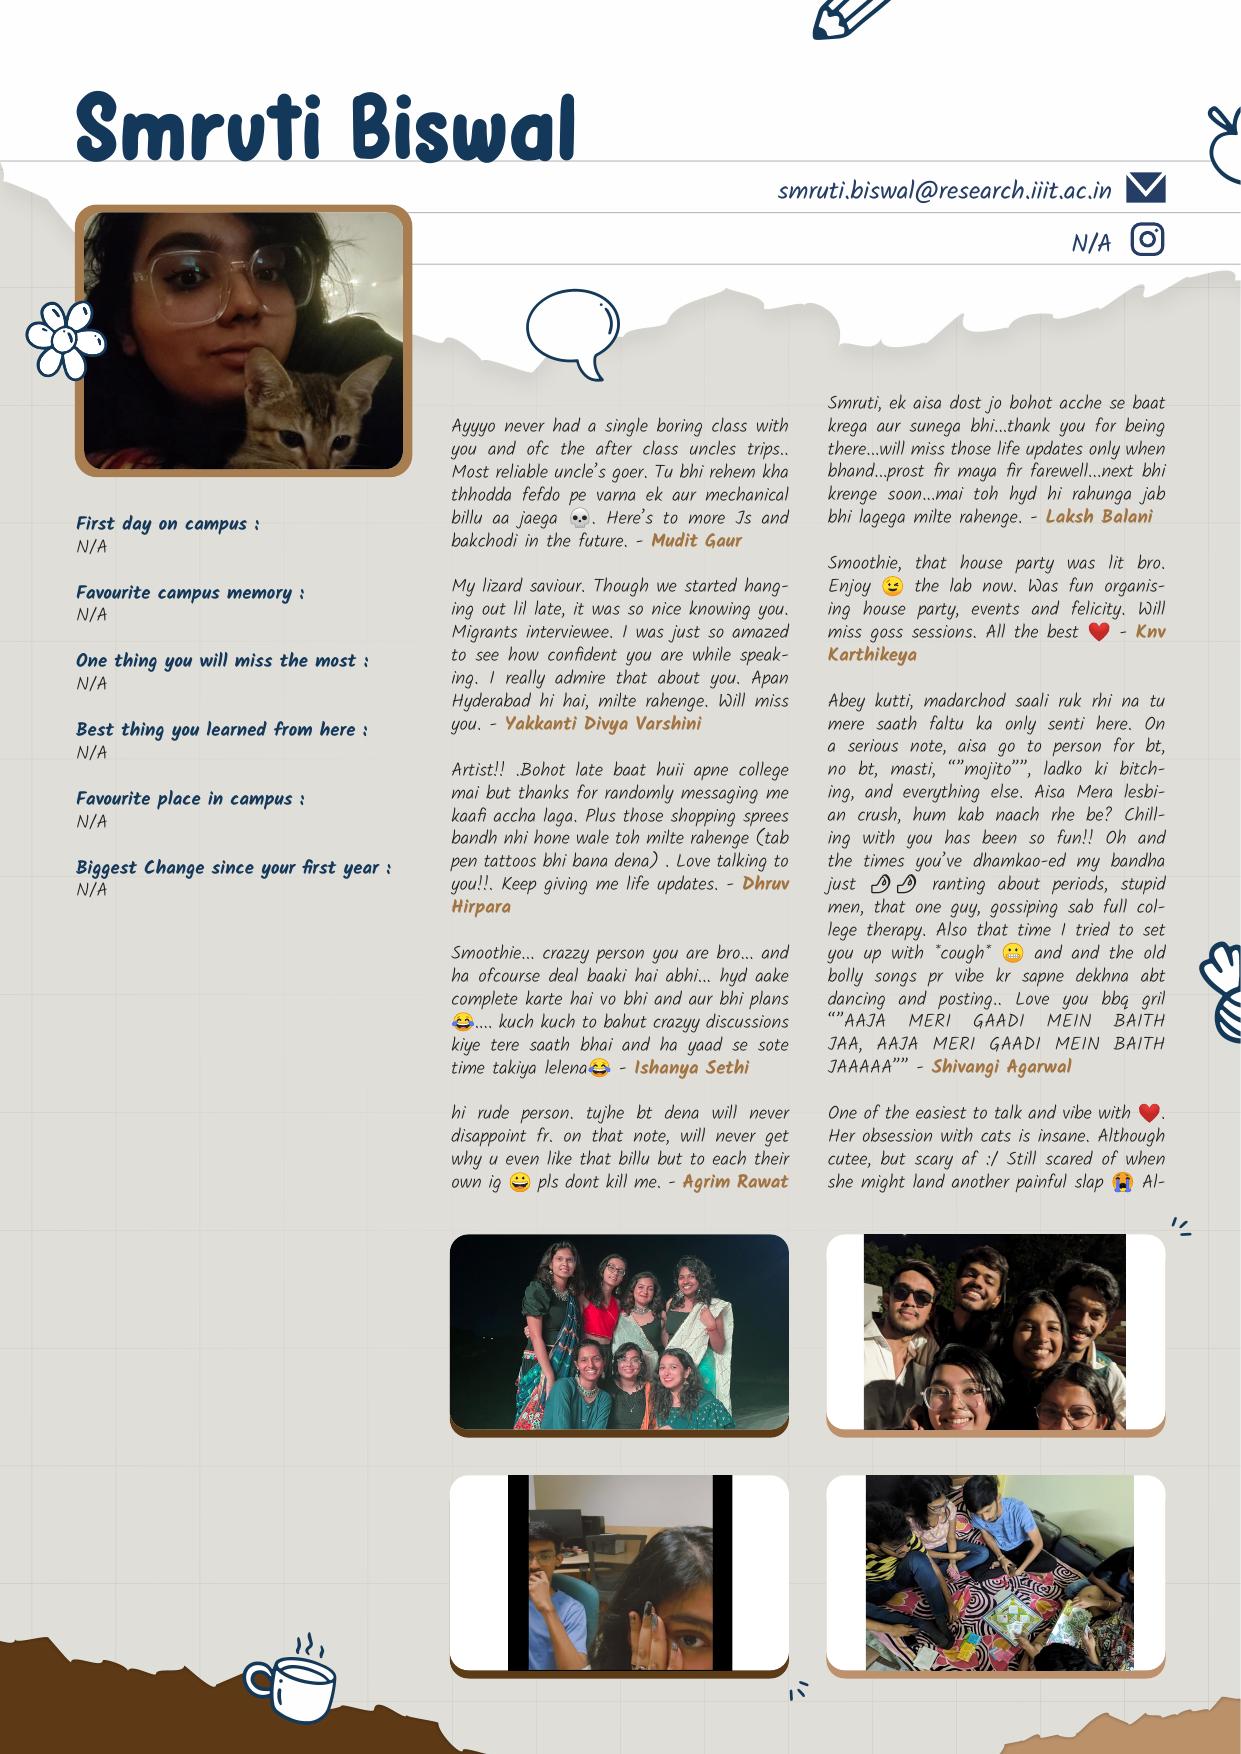 Smruti Biswal
smruti.biswal@research.iiit.ac.in
N/A
First day on campus :
N/A
Favourite campus memory :
N/A
One thing you will miss the most :
N/A
Best thing you learned from here :
N/A
Favourite place in campus :
N/A
Biggest Change since your first year :
N/A
Ayyyo never had a single boring class with
you and ofc the after class uncles trips..
Most reliable uncle's goer. Tu bhi rehem kha
thhodda fefdo pe varna ek aur mechanical
billu aa jaega 💀. Here's to more Js and
bakchodi in the future. - Mudit Gaur
My lizard saviour. Though we started hang-
ing out lil late, it was so nice knowing you.
Migrants interviewee. I was just so amazed
to see how confident you are while speak-
ing. I really admire that about you. Apan
Hyderabad hi hai, milte rahenge. Will miss
you. - Yakkanti Divya Varshini
Artist!! .Bohot late baat huii apne college
mai but thanks for randomly messaging me
kaafi accha laga. Plus those shopping sprees
bandh nhi hone wale toh milte rahenge (tab
pen tattoos bhi bana dena) . Love talking to
you!!. Keep giving me life updates. - Dhruv
Hirpara
Smoothie... crazzy person you are bro... and
ha ofcourse deal baaki hai abhi... hyd aake
complete karte hai vo bhi and aur bhi plans
😂.... kuch kuch to bahut crazyy discussions
kiye tere saath bhai and ha yaad se sote
time takiya lelena😂 - Ishanya Sethi
hi rude person. tujhe bt dena will never
disappoint fr. on that note, will never get
why u even like that billu but to each their
own ig 😀 pls dont kill me. - Agrim Rawat
Smruti, ek aisa dost jo bohot acche se baat
krega aur sunega bhi...thank you for being
there...will miss those life updates only when
bhand...prost fir maya fir farewell...next bhi
krenge soon...mai toh hyd hi rahunga jab
bhi lagega milte rahenge. - Laksh Balani
Smoothie, that house party was lit bro.
Enjoy 😉 the lab now. Was fun organis-
ing house party, events and felicity. Will
miss goss sessions. All the best ❤️ - Knv
Karthikeya
Abey kutti, madarchod saali ruk rhi na tu
mere saath faltu ka only senti here. On
a serious note, aisa go to person for bt,
no bt, masti, “”mojito””, ladko ki bitch-
ing, and everything else. Aisa Mera lesbi-
an crush, hum kab naach rhe be? Chill-
ing with you has been so fun!! Oh and
the times you've dhamkao-ed my bandha
just ranting about periods, stupid
men, that one guy, gossiping sab full col-
lege therapy. Also that time I tried to set
you up with *cough* 😬 and and the old
bolly songs pr vibe kr sapne dekhna abt
dancing and posting.. Love you bbq gril
“”AAJA MERI GAADI MEIN BAITH
JAA, AAJA MERI GAADI MEIN BAITH
JAAAAA”” - Shivangi Agarwal
One of the easiest to talk and vibe with ❤️.
Her obsession with cats is insane. Although
cutee, but scary af :/ Still scared of when
she might land another painful slap 😭 Al-